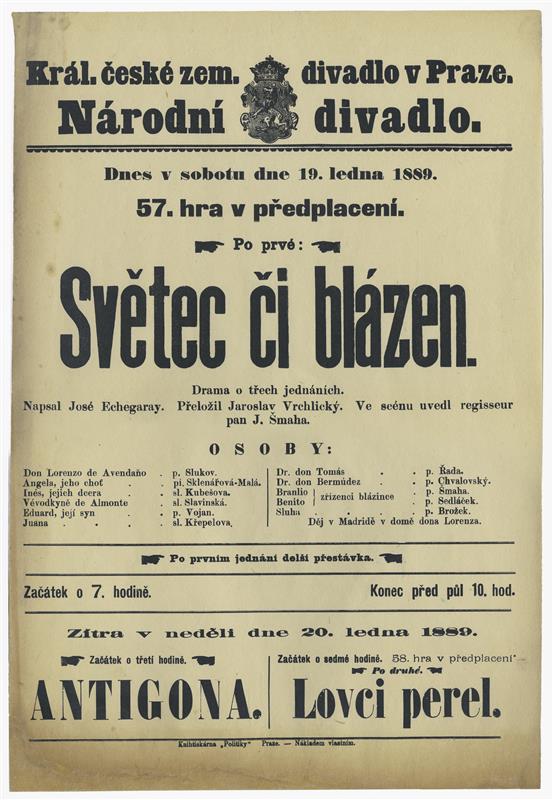 Král. české zem. divadlo v Praze.
Národní divadlo.
Dnes v sobotu dne 19. ledna 1889.
57. hra v předplacení.
Po prvé:
Světec či blázen.
Drama o třech jednáních.
Napsal José Echegaray. Přeložil Jaroslav Vrchlický. Ve scénu uvedl regisseur
pan J. Šmaha.
OSOBY:
Don Lorenzo de Avendaño . p. Slukov.
Angela, jeho choť . . pí. Sklenářová-Malá.
Inés, jejich dcera . . sl. Kubešova.
Vévodkyně de Almonte . sl. Slavinská.
Eduard, její syn . . p. Vojan.
Juana . . . . sl. Křepelova.
Dr. don Tomás . . p. Řada.
Dr. don Bermúdez . . p. Chvalovský.
Branlio } zřízenci blázince . p. Šmaha.
Benito } p. Sedláček.
Sluha . . . . p. Brožek.
Děj v Madridě v domě dona Lorenza.
Po prvním jednání delší přestávka.
Začátek o 7. hodině. Konec před půl 10. hod.
Zítra v neděli dne 20. ledna 1889.
Začátek o třetí hodině.
ANTIGONA.
Začátek o sedmé hodině. 58. hra v předplacení
Po druhé.
Lovci perel.
Knihtiskárna „Politiky" Praze. — Nákladem vlastním.